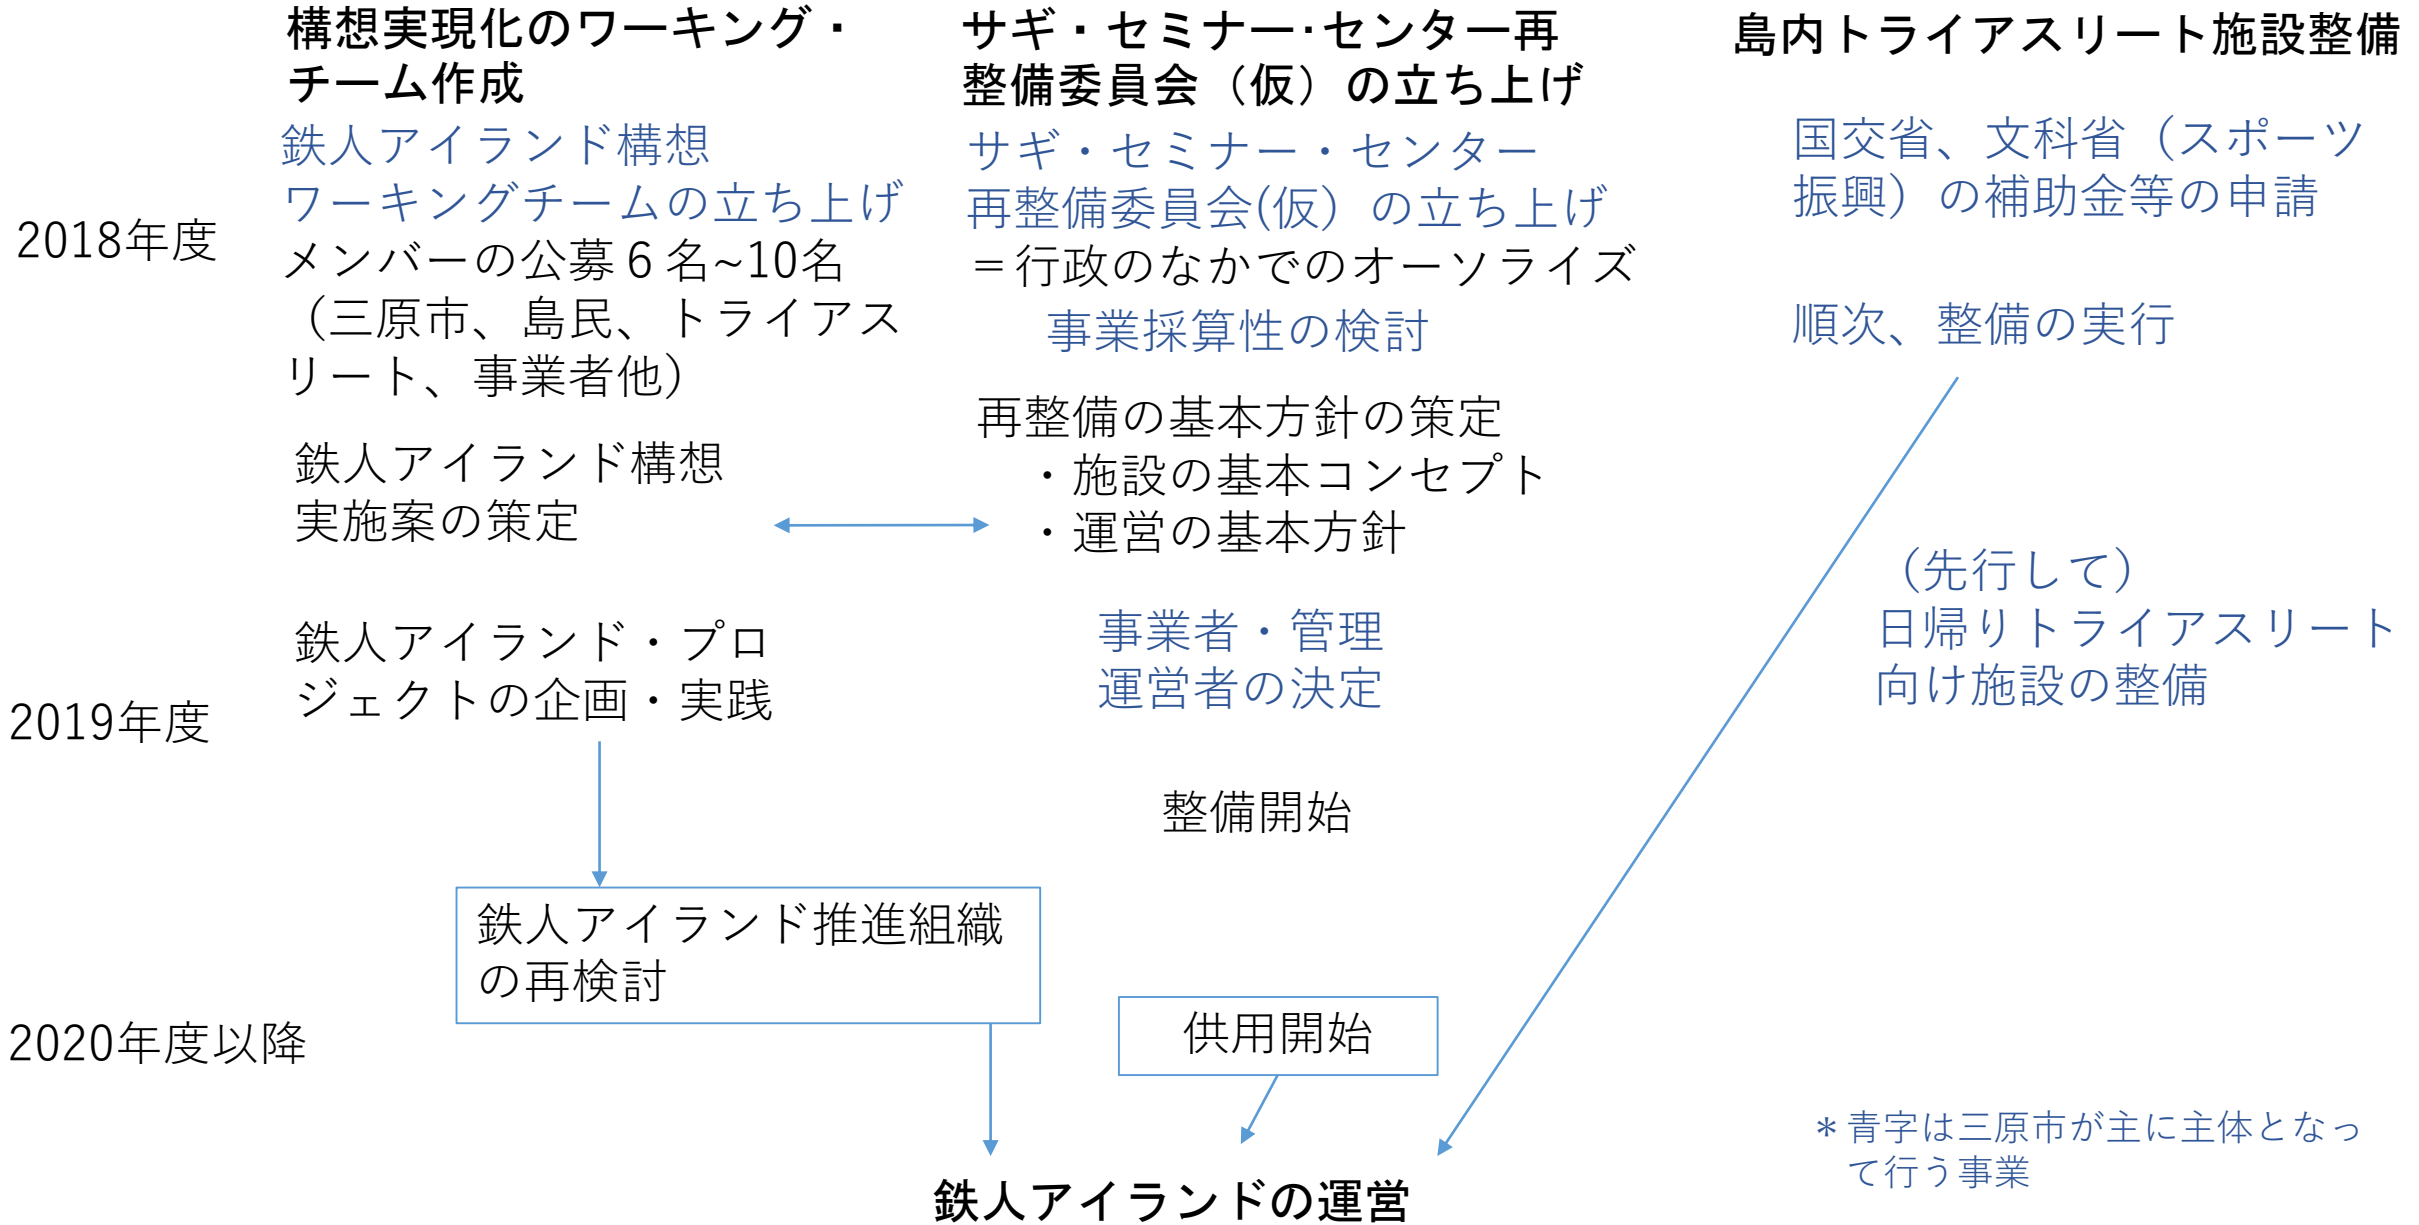 構想実現化のワーキング・
チーム作成
サギ・セミナー･センター再
整備委員会（仮）の立ち上げ
島内トライアスリート施設整備
2018年度
鉄人アイランド構想
ワーキングチームの立ち上げ
メンバーの公募６名~10名
（三原市、島民、トライアス
リート、事業者他）
鉄人アイランド構想
実施案の策定
サギ・セミナー・センター
再整備委員会(仮）の立ち上げ
＝行政のなかでのオーソライズ
事業採算性の検討
再整備の基本方針の策定
・施設の基本コンセプト
・運営の基本方針
国交省、文科省（スポーツ
振興）の補助金等の申請
順次、整備の実行
（先行して）
日帰りトライアスリート
向け施設の整備
2019年度
鉄人アイランド・プロ
ジェクトの企画・実践
事業者・管理
運営者の決定
整備開始
2020年度以降
鉄人アイランド推進組織
の再検討
供用開始
鉄人アイランドの運営
＊青字は三原市が主に主体となっ
て行う事業